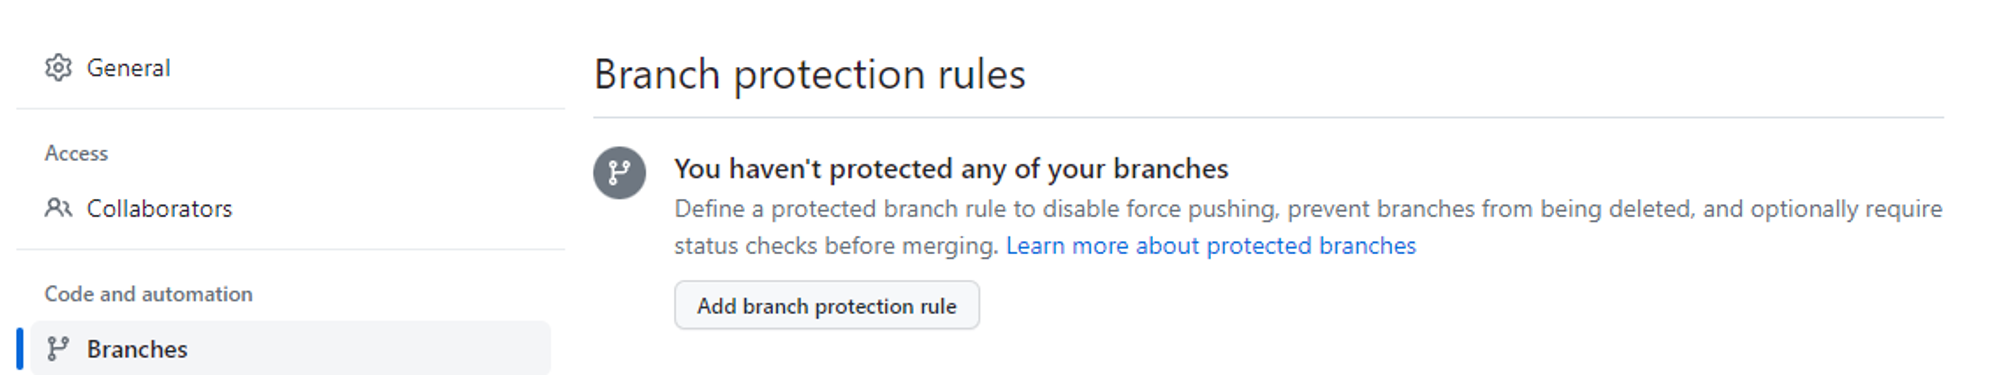 General
Access
Collaborators
Code and automation
Branches
Branch protection rules
You haven't protected any of your branches
Define a protected branch rule to disable force pushing, prevent branches from being deleted, and optionally require
status checks before merging. Learn more about protected branches
Add branch protection rule